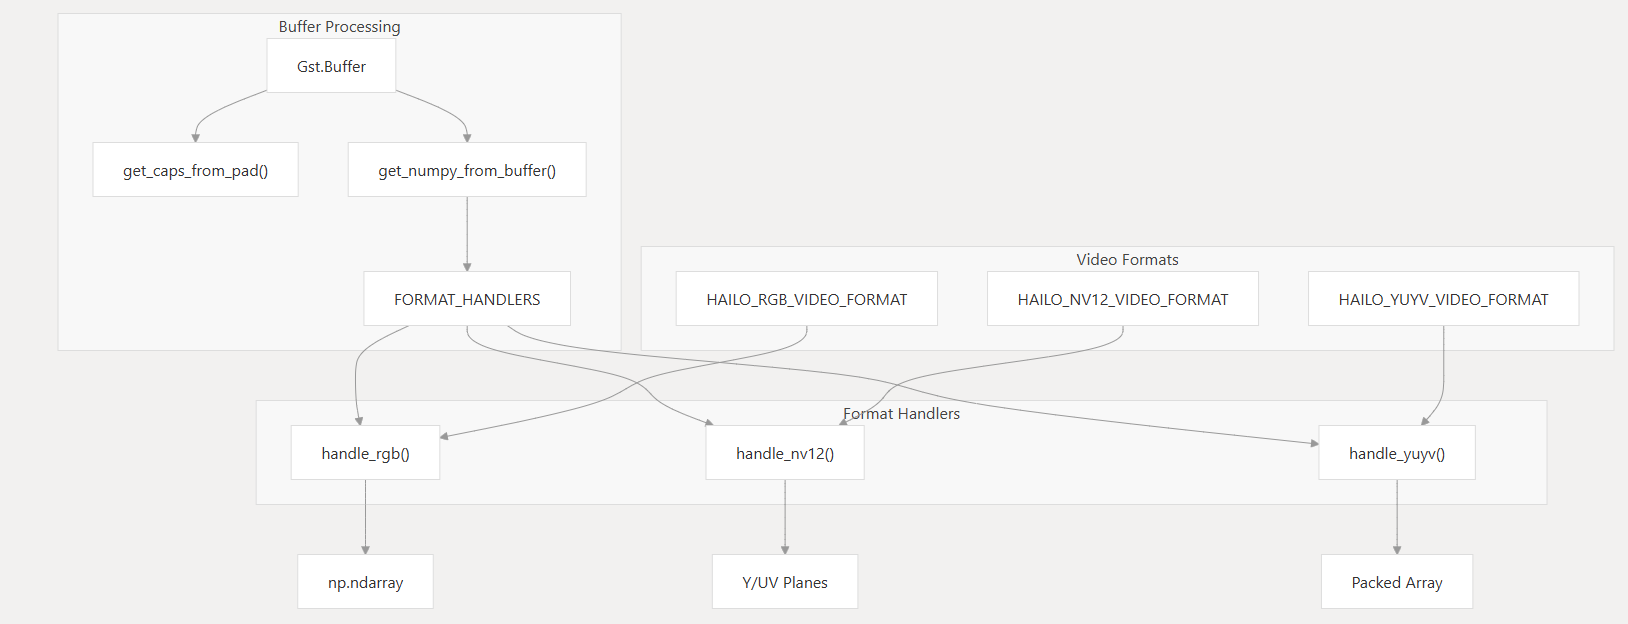 Buffer Processing
Gst.Buffer
get_caps_from_pad()
get_numpy_from_buffer()
FORMAT_HANDLERS
Video Formats
HAILO_RGB_VIDEO_FORMAT
HAILO_NV12_VIDEO_FORMAT
HAILO_YUYV_VIDEO_FORMAT
Format Handlers
handle_rgb()
handle_nv12()
handle_yuyv()
np.ndarray
Y/UV Planes
Packed Array